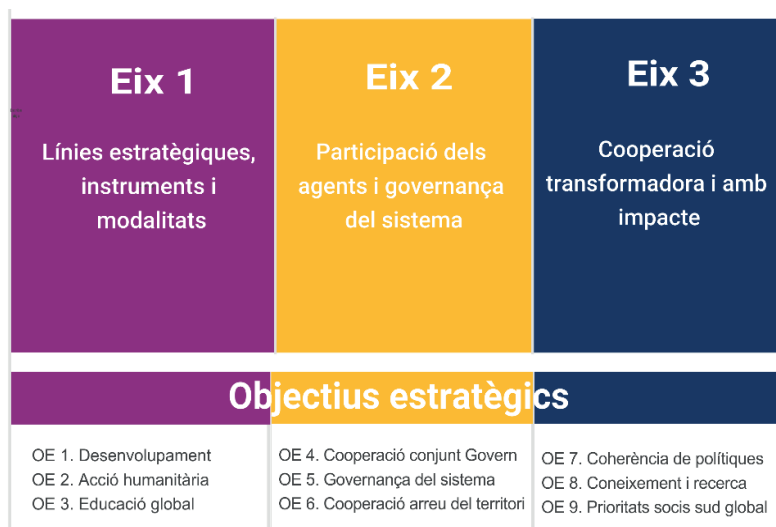 Eix 1
Línies estratègiques,
instruments i
modalitats
Eix 2
Participació dels
agents i governança
del sistema
Eix 3
Cooperació
transformadora i amb
impacte
Objectius estratègics
OE 1. Desenvolupament
OE 2. Acció humanitària
OE 3. Educació global
OE 4. Cooperació conjunt Govern
OE 5. Governança del sistema
OE 6. Cooperació arreu del territori
OE 7. Coherència de polítiques
OE 8. Coneixement i recerca
OE 9. Prioritats socis sud global